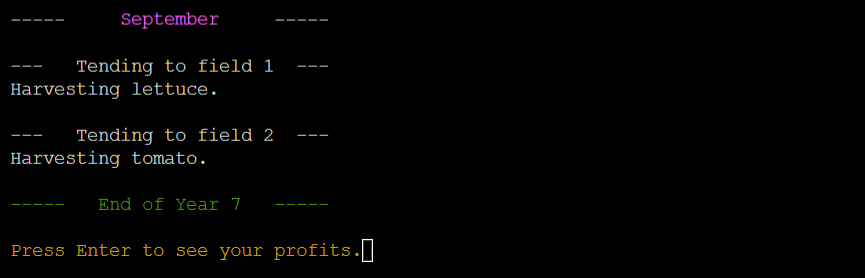 -----     September     -----
---   Tending to field 1  ---
Harvesting lettuce.
---   Tending to field 2  ---
Harvesting tomato.
-----   End of Year 7   -----
Press Enter to see your profits.